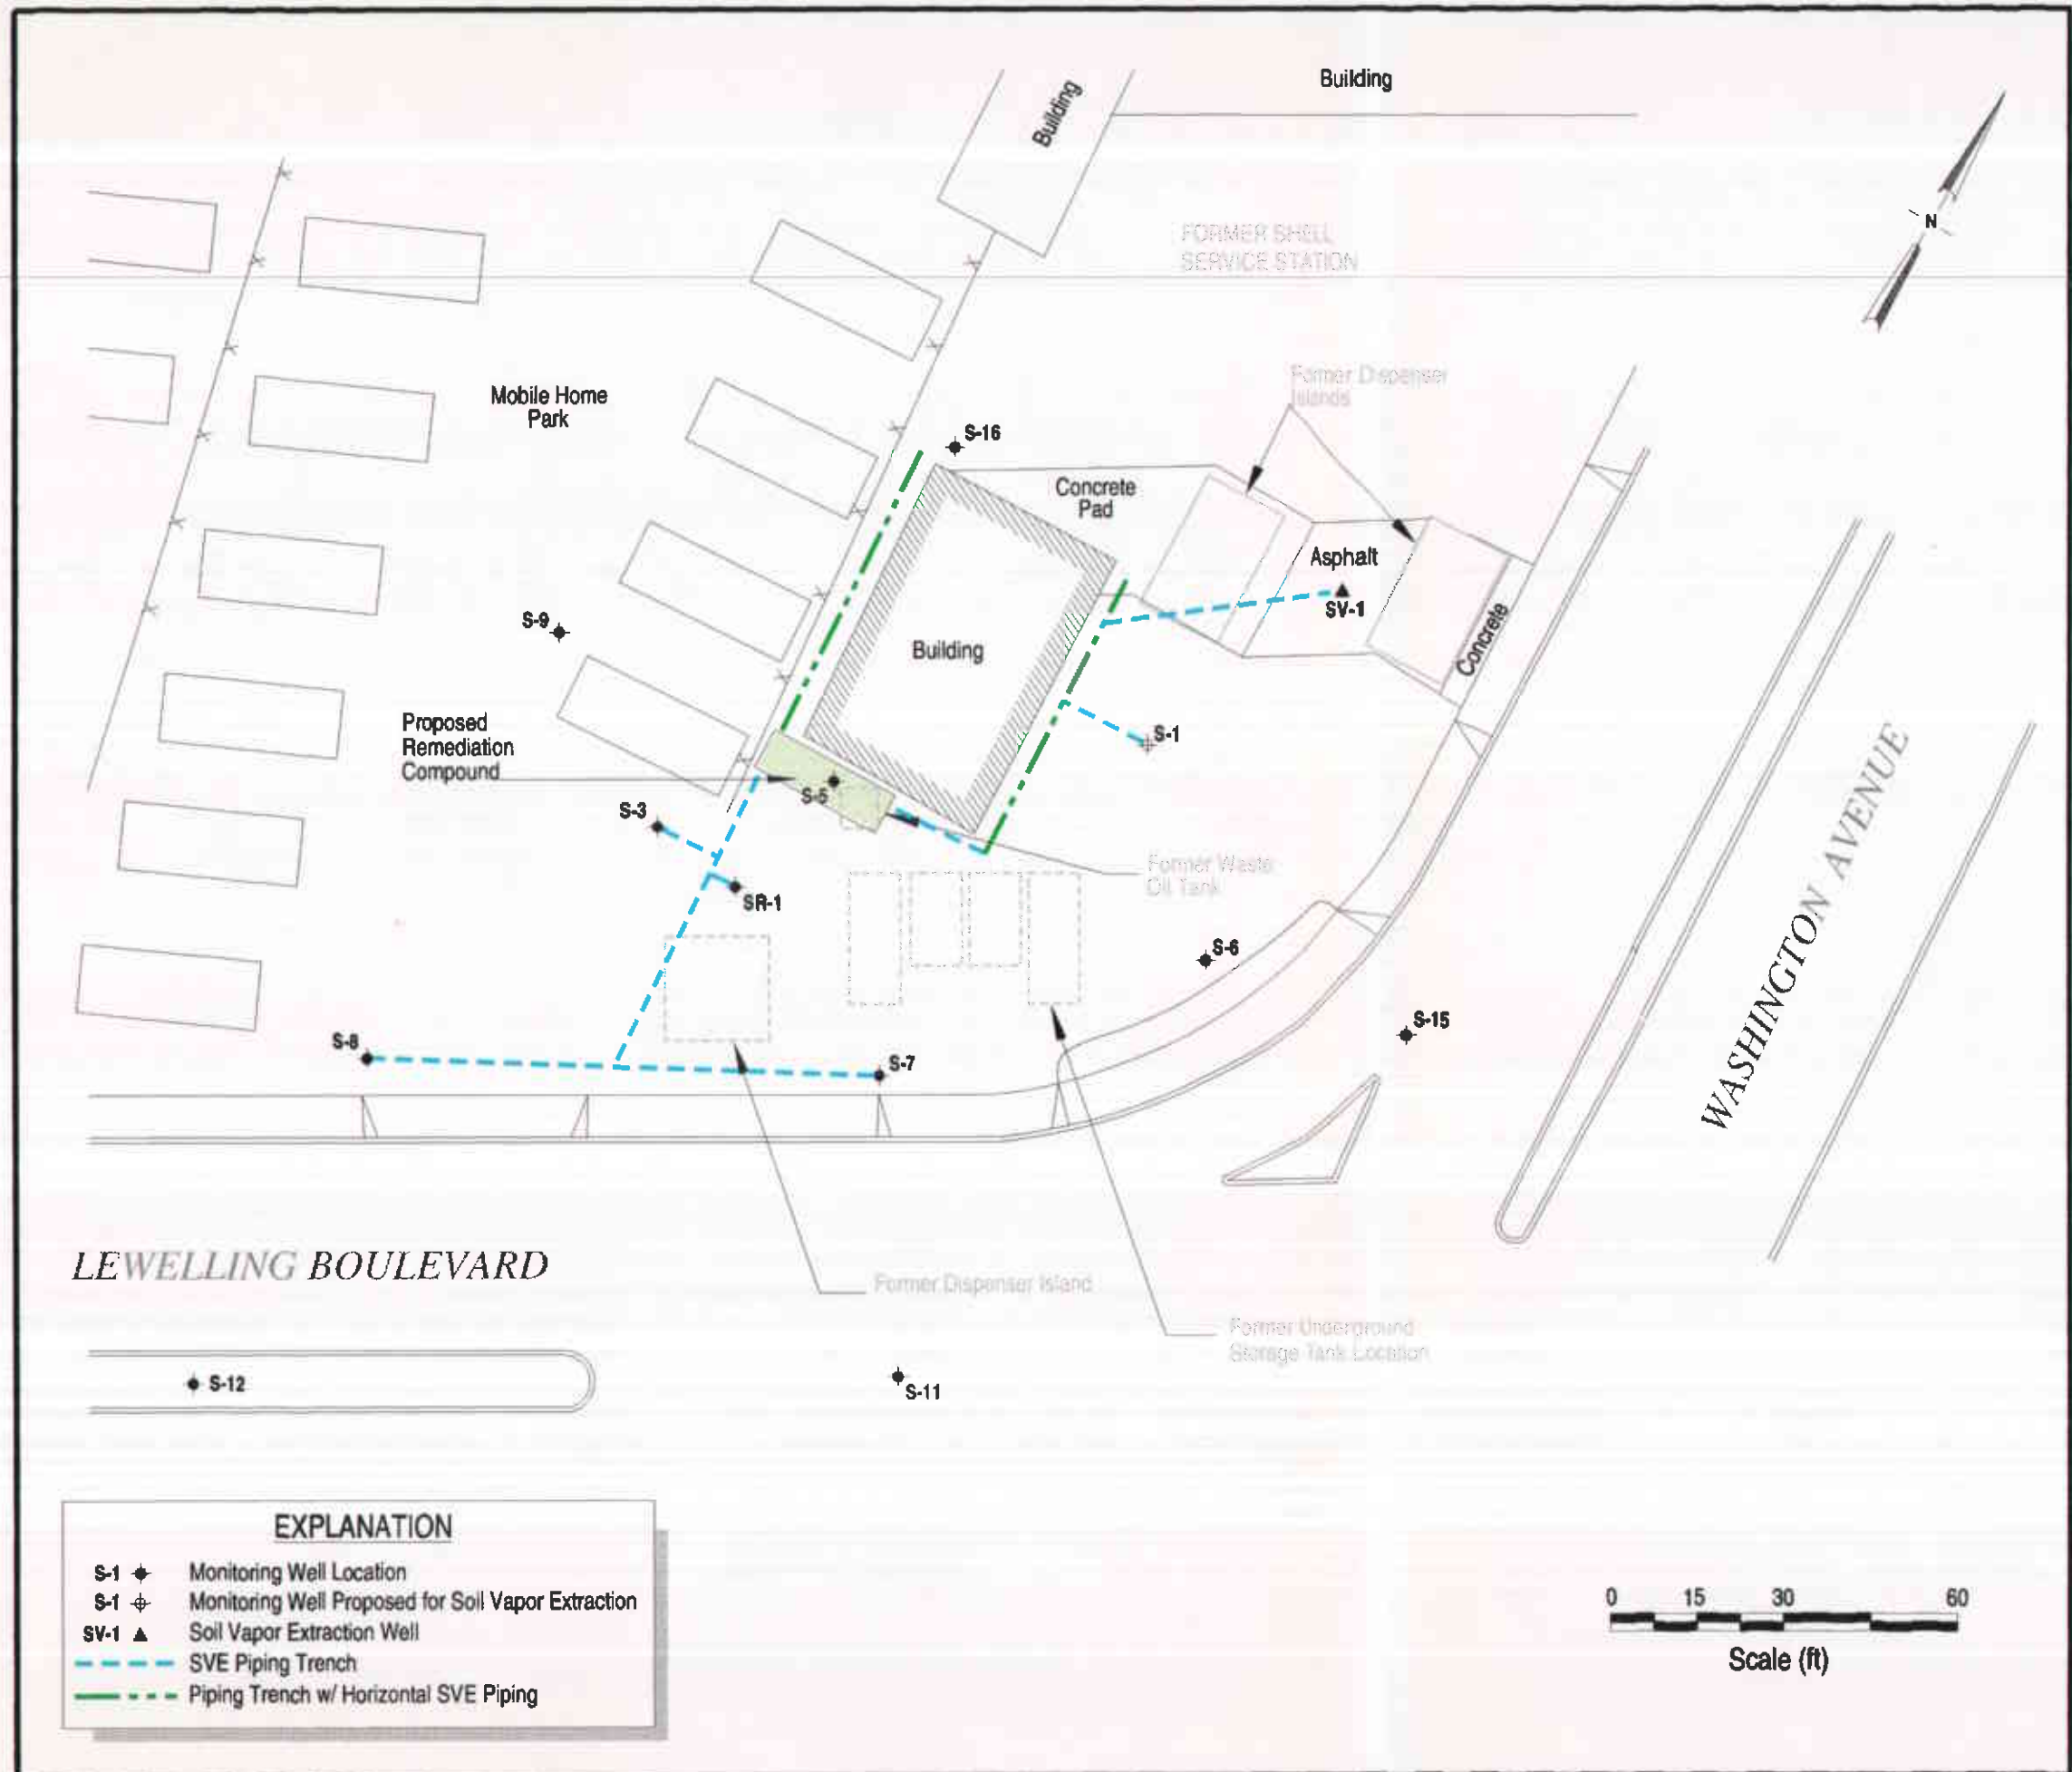 Building
Building
N
FORMER SHELL
SERVICE STATION
Former Dispenser
Islands
Mobile Home
Park
S-16
Concrete
Pad
Asphalt
SV-1
Concrete
S-9
Building
S-1
Proposed
Remediation
Compound
S-5
S-3
SR-1
Former Waste
Oil Tank
S-6
S-15
S-8
S-7
WASHINGTON AVENUE
LEWELLING BOULEVARD
Former Dispenser Island
Former Underground
Storage Tank Location
S-12
S-11
EXPLANATION
S-1 Monitoring Well Location
S-1 Monitoring Well Proposed for Soil Vapor Extraction
SV-1 Soil Vapor Extraction Well
SVE Piping Trench
Piping Trench w/ Horizontal SVE Piping
0 15 30 60
Scale (ft)